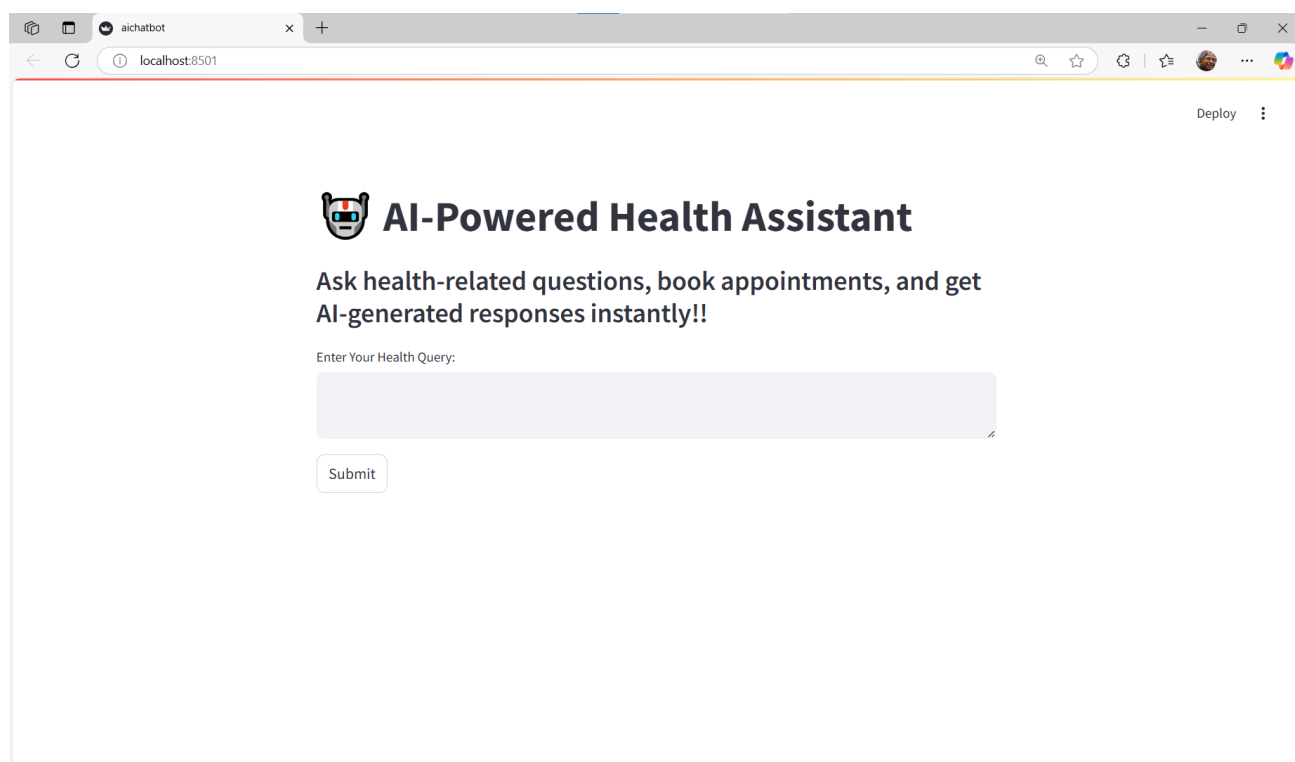 aichatbot
localhost:8501
Deploy
AI-Powered Health Assistant
Ask health-related questions, book appointments, and get
AI-generated responses instantly!!
Enter Your Health Query:
Submit